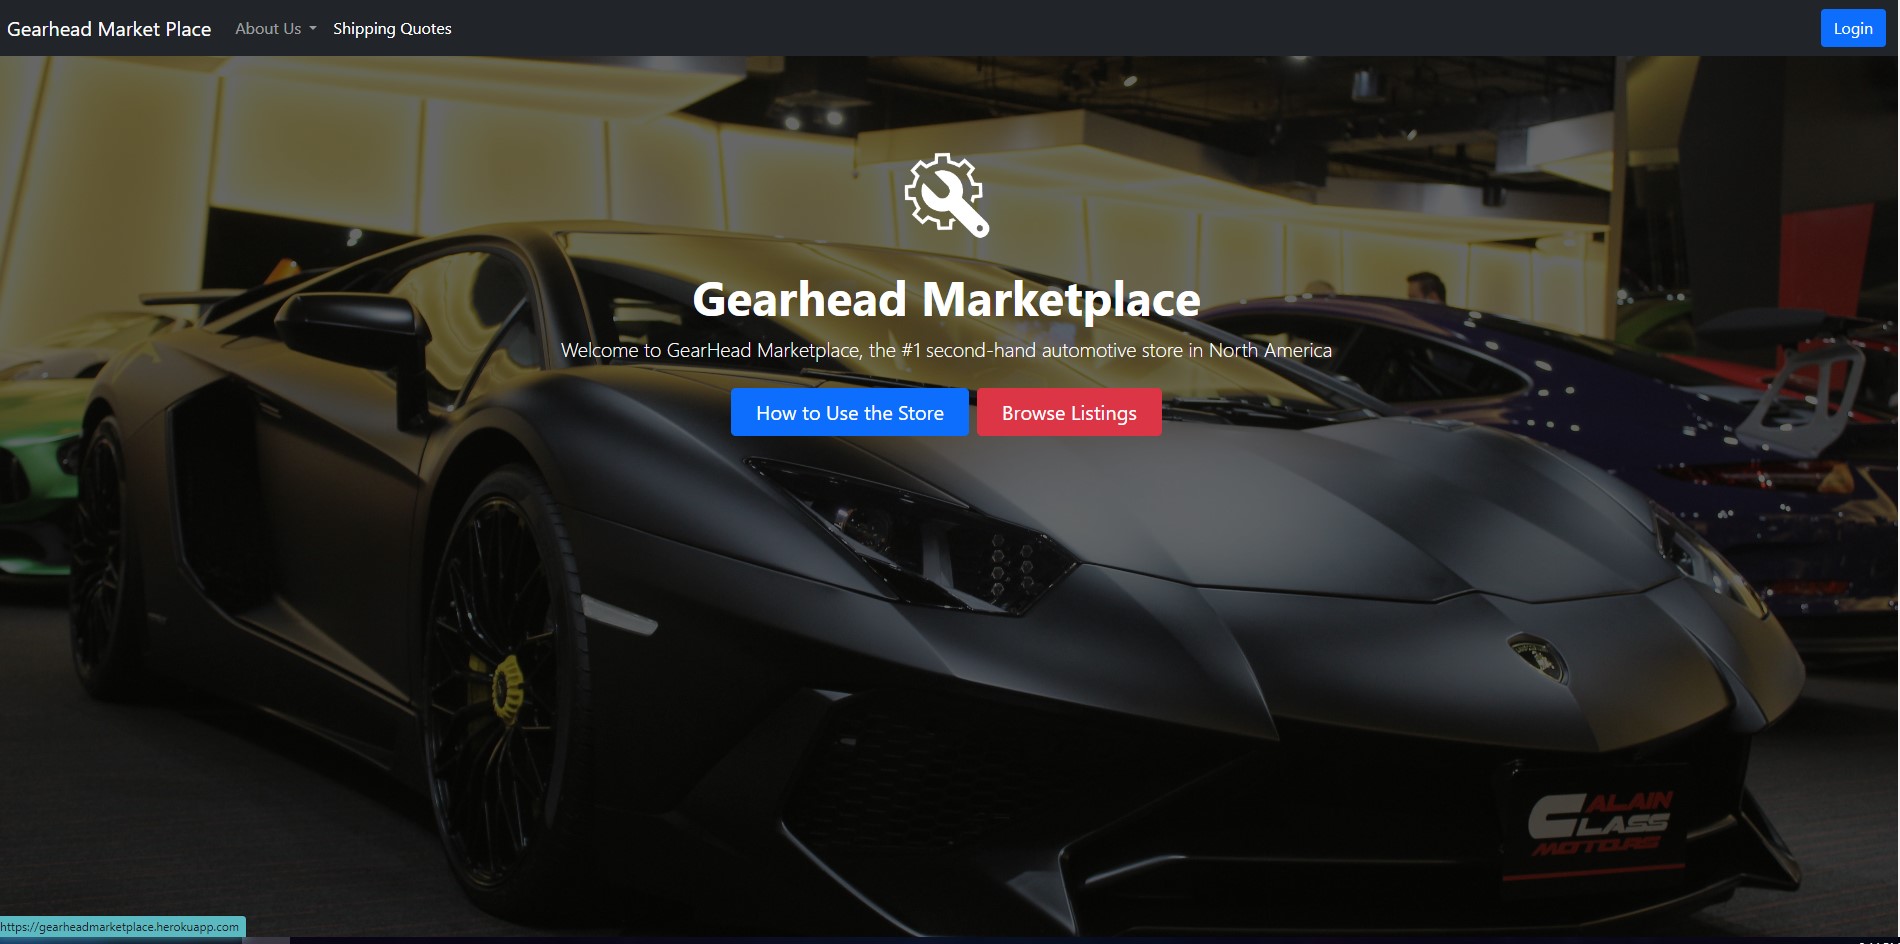 Gearhead Market Place About Us Shipping Quotes Login
Gearhead Marketplace
Welcome to GearHead Marketplace, the #1 second-hand automotive store in North America
How to Use the Store Browse Listings
ALAIN
CLASS
MOTORS
https://gearheadmarketplace.herokuapp.com